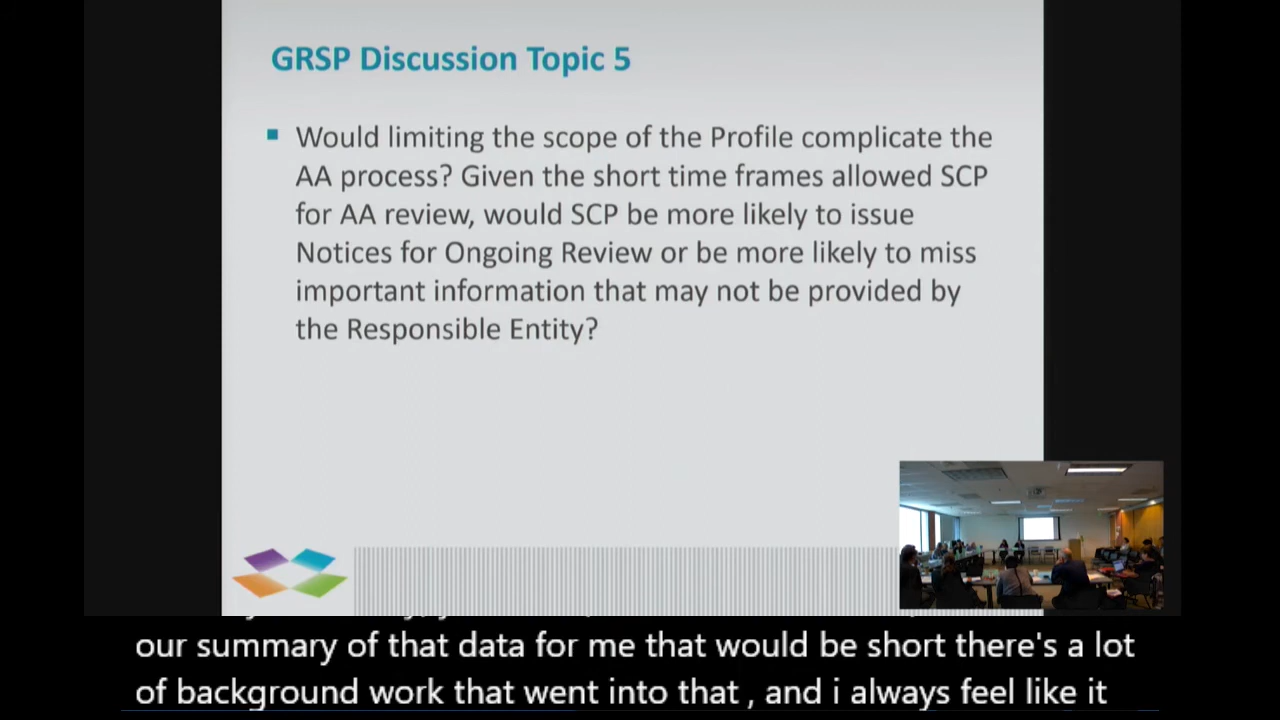 GRSP Discussion Topic 5
Would limiting the scope of the Profile complicate the
AA process? Given the short time frames allowed SCP
for AA review, would SCP be more likely to issue
Notices for Ongoing Review or be more likely to miss
important information that may not be provided by
the Responsible Entity?
our summary of that data for me that would be short there's a lot
of background work that went into that , and i always feel like it